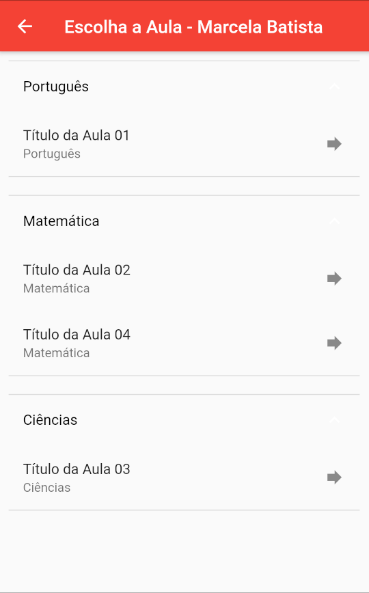 Escolha a Aula - Marcela Batista
Português
Título da Aula 01
Português
Matemática
Título da Aula 02
Matemática
Título da Aula 04
Matemática
Ciências
Título da Aula 03
Ciências